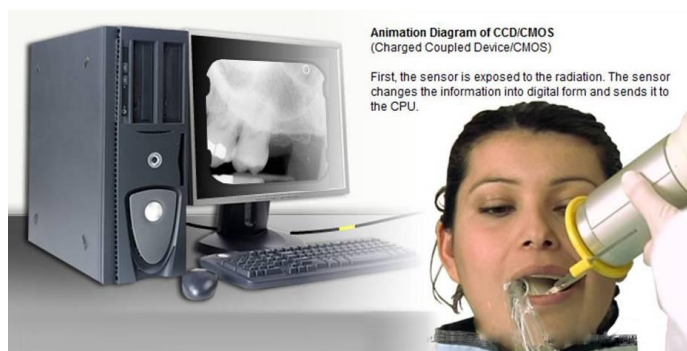 Animation Diagram of CCD/CMOS
(Charged Coupled Device/CMOS)
First, the sensor is exposed to the radiation. The sensor
changes the information into digital form and sends it to
the CPU.